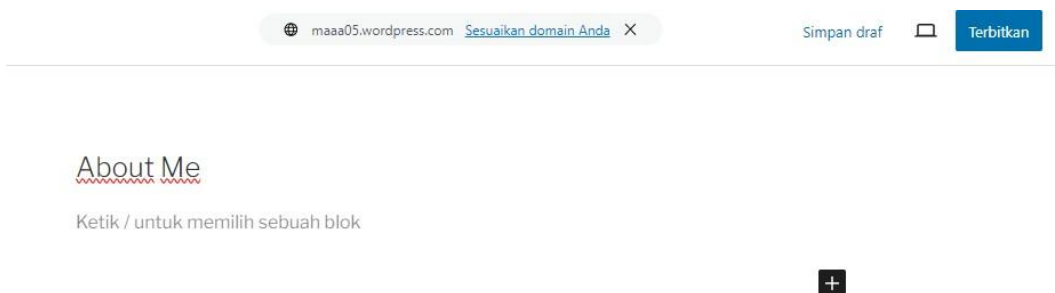 maaa05.wordpress.com Sesuaikan domain Anda Simpan draf Terbitkan
About Me
Ketik / untuk memilih sebuah blok